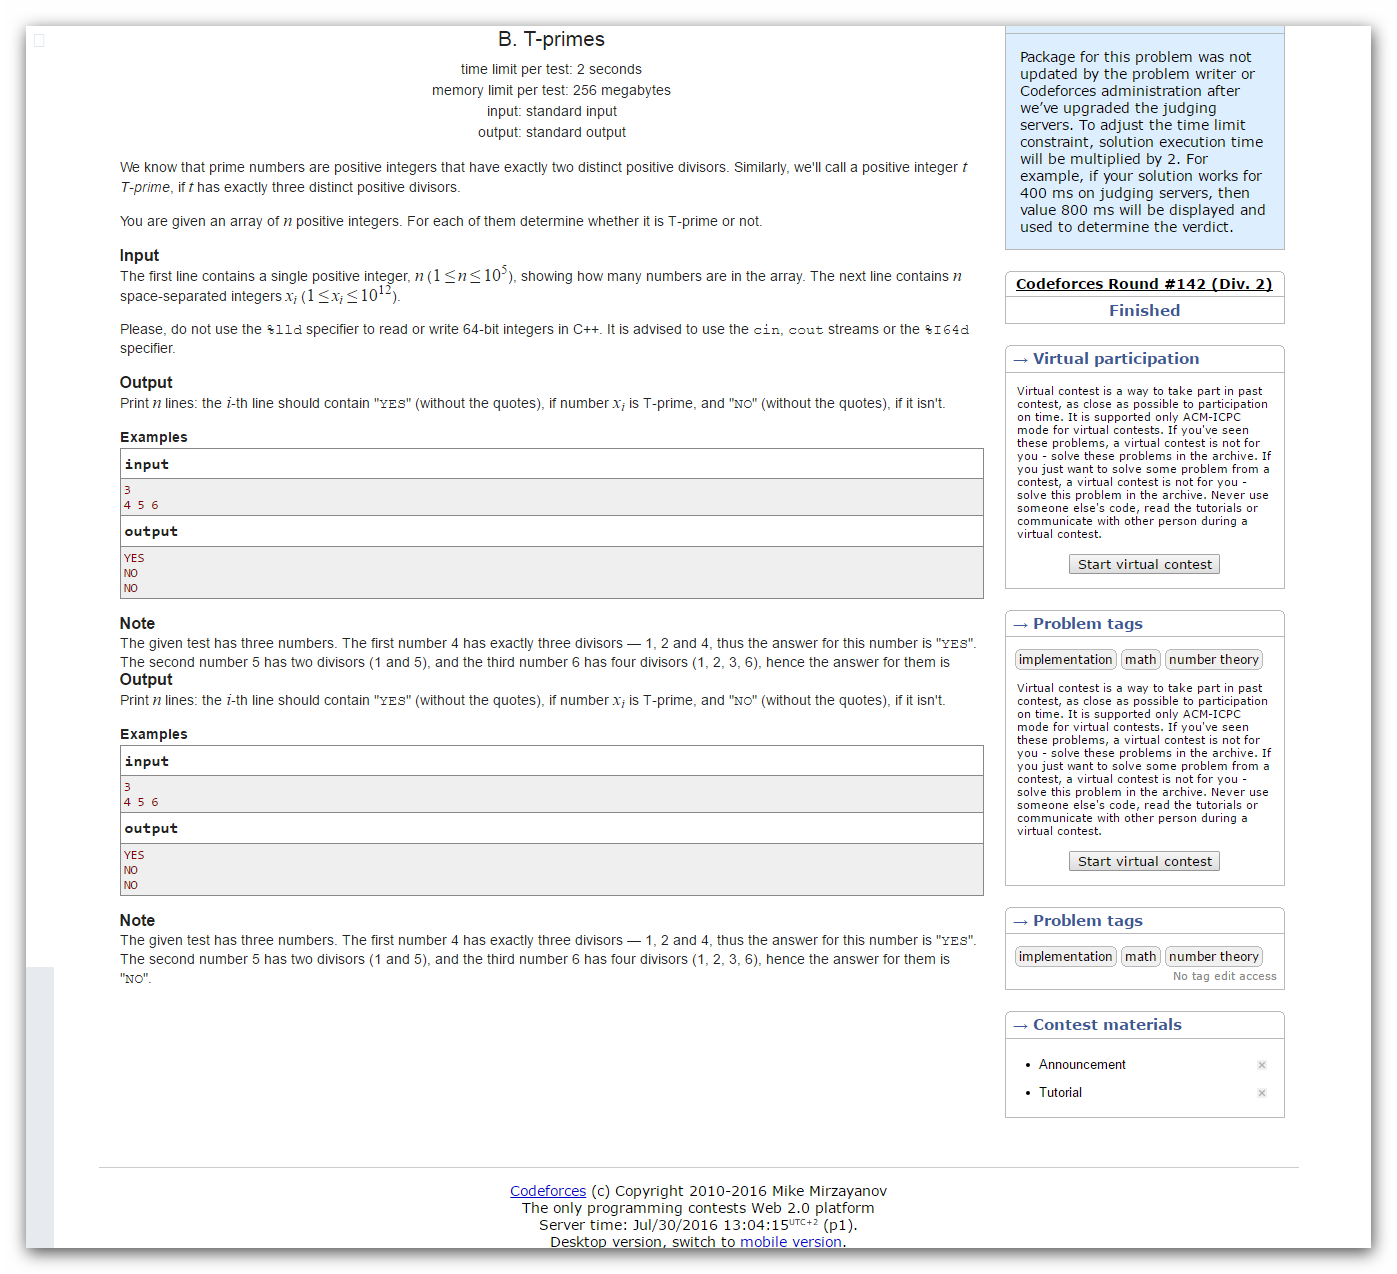 B. T-primes
time limit per test: 2 seconds
memory limit per test: 256 megabytes
input: standard input
output: standard output
We know that prime numbers are positive integers that have exactly two distinct positive divisors. Similarly, we'll call a positive integer t
T-prime, if t has exactly three distinct positive divisors.
You are given an array of n positive integers. For each of them determine whether it is T-prime or not.
Input
The first line contains a single positive integer, n (1 ≤ n ≤ 10⁵), showing how many numbers are in the array. The next line contains n
space-separated integers xᵢ (1 ≤ xᵢ ≤ 10¹²).
Please, do not use the %lld specifier to read or write 64-bit integers in C++. It is advised to use the cin, cout streams or the %I64d
specifier.
Output
Print n lines: the i-th line should contain "YES" (without the quotes), if number xᵢ is T-prime, and "NO" (without the quotes), if it isn't.
Examples
input
3
4 5 6
output
YES
NO
NO
Note
The given test has three numbers. The first number 4 has exactly three divisors — 1, 2 and 4, thus the answer for this number is "YES".
The second number 5 has two divisors (1 and 5), and the third number 6 has four divisors (1, 2, 3, 6), hence the answer for them is
Output
Print n lines: the i-th line should contain "YES" (without the quotes), if number xᵢ is T-prime, and "NO" (without the quotes), if it isn't.
Examples
input
3
4 5 6
output
YES
NO
NO
Note
The given test has three numbers. The first number 4 has exactly three divisors — 1, 2 and 4, thus the answer for this number is "YES".
The second number 5 has two divisors (1 and 5), and the third number 6 has four divisors (1, 2, 3, 6), hence the answer for them is
"NO".
Package for this problem was not
updated by the problem writer or
Codeforces administration after
we’ve upgraded the judging
servers. To adjust the time limit
constraint, solution execution time
will be multiplied by 2. For
example, if your solution works for
400 ms on judging servers, then
value 800 ms will be displayed and
used to determine the verdict.
Codeforces Round #142 (Div. 2)
Finished
→ Virtual participation
Virtual contest is a way to take part in past
contest, as close as possible to participation
on time. It is supported only ACM-ICPC
mode for virtual contests. If you've seen
these problems, a virtual contest is not for
you - solve these problems in the archive. If
you just want to solve some problem from a
contest, a virtual contest is not for you -
solve this problem in the archive. Never use
someone else's code, read the tutorials or
communicate with other person during a
virtual contest.
Start virtual contest
→ Problem tags
implementation math number theory
Virtual contest is a way to take part in past
contest, as close as possible to participation
on time. It is supported only ACM-ICPC
mode for virtual contests. If you've seen
these problems, a virtual contest is not for
you - solve these problems in the archive. If
you just want to solve some problem from a
contest, a virtual contest is not for you -
solve this problem in the archive. Never use
someone else's code, read the tutorials or
communicate with other person during a
virtual contest.
Start virtual contest
→ Problem tags
implementation math number theory
No tag edit access
→ Contest materials
• Announcement
• Tutorial
Codeforces (c) Copyright 2010-2016 Mike Mirzayanov
The only programming contests Web 2.0 platform
Server time: Jul/30/2016 13:04:15 UTC+2 (p1).
Desktop version, switch to mobile version.